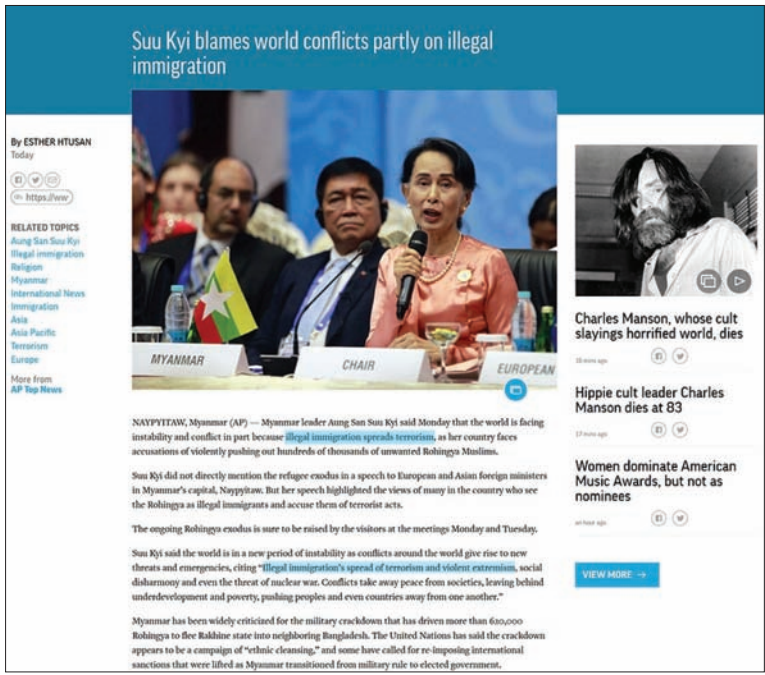 Suu Kyi blames world conflicts partly on illegal
immigration
By ESTHER HTUSAN
Today
https://ww
RELATED TOPICS
Aung San Suu Kyi
Illegal immigration
Religion
Myanmar
International News
Immigration
Asia
Asia Pacific
Terrorism
Europe
More from
AP Top News
MYANMAR
CHAIR
EUROPEAN
NAYPYITAW, Myanmar (AP) — Myanmar leader Aung San Suu Kyi said Monday that the world is facing
instability and conflict in part because illegal immigration spreads terrorism, as her country faces
accusations of violently pushing out hundreds of thousands of unwanted Rohingya Muslims.
Suu Kyi did not directly mention the refugee exodus in a speech to European and Asian foreign ministers
in Myanmar's capital, Naypyitaw. But her speech highlighted the views of many in the country who see
the Rohingya as illegal immigrants and accuse them of terrorist acts.
The ongoing Rohingya exodus is sure to be raised by the visitors at the meetings Monday and Tuesday.
Suu Kyi said the world is in a new period of instability as conflicts around the world give rise to new
threats and emergencies, citing "Illegal immigration's spread of terrorism and violent extremism, social
disharmony and even the threat of nuclear war. Conflicts take away peace from societies, leaving behind
underdevelopment and poverty, pushing peoples and even countries away from one another."
Myanmar has been widely criticized for the military crackdown that has driven more than 620,000
Rohingya to flee Rakhine state into neighboring Bangladesh. The United Nations has said the crackdown
appears to be a campaign of "ethnic cleansing," and some have called for re-imposing international
sanctions that were lifted as Myanmar transitioned from military rule to elected government.
Charles Manson, whose cult
slayings horrified world, dies
mins ago
Hippie cult leader Charles
Manson dies at 83
17 mins ago
Women dominate American
Music Awards, but not as
nominees
an hour ago
VIEW MORE →